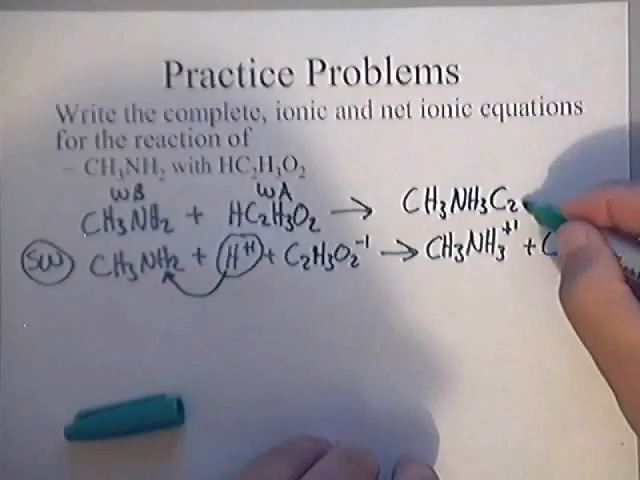 Practice Problems
Write the complete, ionic and net ionic equations
for the reaction of
– CH₃NH₂ with HC₂H₃O₂
WB WA
CH₃NH₂ + HC₂H₃O₂ → CH₃NH₃C₂
SW CH₃NH₂ + H⁺¹ + C₂H₃O₂⁻¹ → CH₃NH₃⁺¹ + C